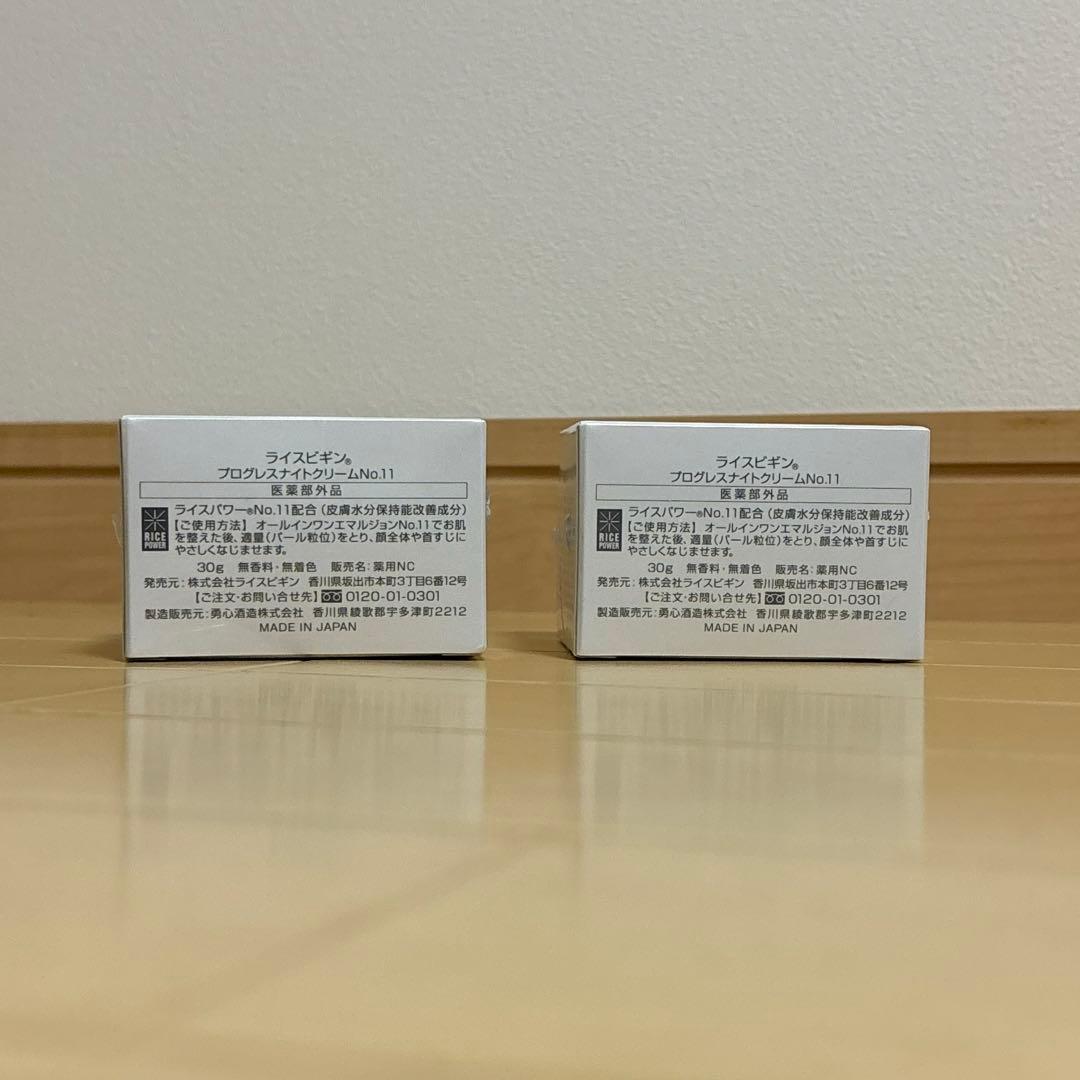 ライスビギン®
プログレスナイトクリームNo.11
医薬部外品
ライスパワー®No.11配合（皮膚水分保持能改善成分）
【ご使用方法】オールインワンエマルジョンNo.11でお肌
を整えた後、適量（パール粒位）をとり、顔全体や首すじに
やさしくなじませます。
RICE
POWER
30g 無香料・無着色 販売名：薬用NC
発売元：株式会社ライスビギン 香川県坂出市本町3丁目6番12号
【ご注文・お問い合せ先】0120-01-0301
製造販売元：勇心酒造株式会社 香川県綾歌郡宇多津町2212
MADE IN JAPAN
ライスビギン®
プログレスナイトクリームNo.11
医薬部外品
ライスパワー®No.11配合（皮膚水分保持能改善成分）
【ご使用方法】オールインワンエマルジョンNo.11でお肌
を整えた後、適量（パール粒位）をとり、顔全体や首すじに
やさしくなじませます。
RICE
POWER
30g 無香料・無着色 販売名：薬用NC
発売元：株式会社ライスビギン 香川県坂出市本町3丁目6番12号
【ご注文・お問い合せ先】0120-01-0301
製造販売元：勇心酒造株式会社 香川県綾歌郡宇多津町2212
MADE IN JAPAN